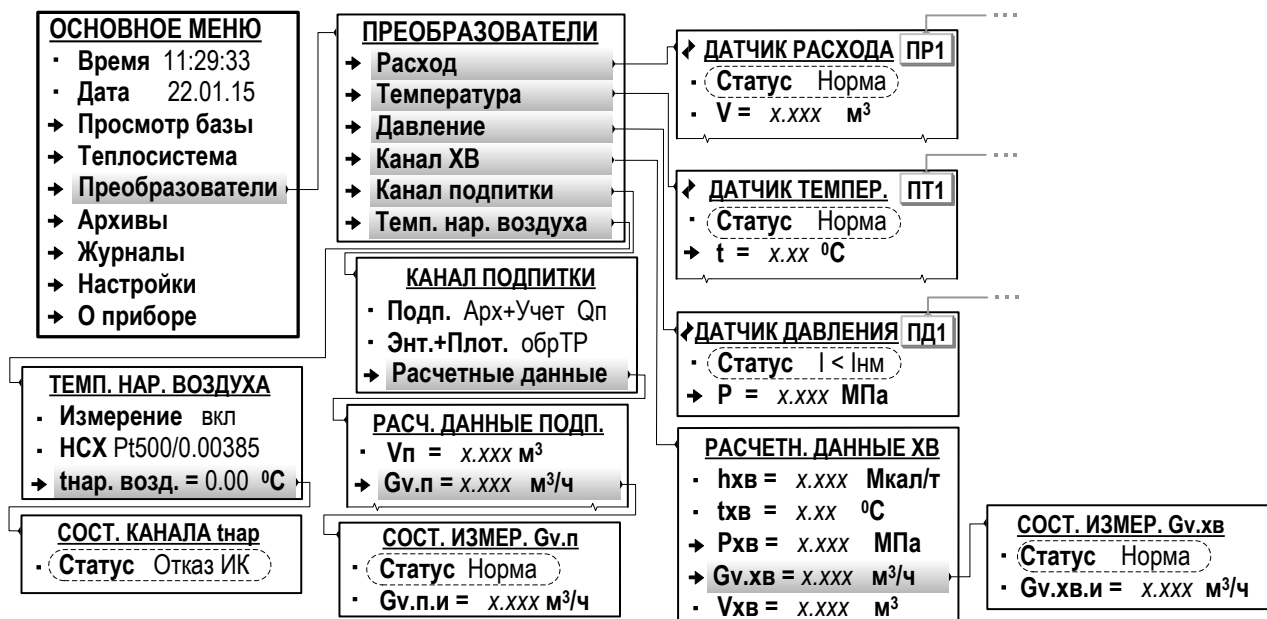 ОСНОВНОЕ МЕНЮ
· Время 11:29:33
· Дата 22.01.15
→ Просмотр базы
→ Теплосистема
→ Преобразователи
→ Архивы
→ Журналы
→ Настройки
→ О приборе
ПРЕОБРАЗОВАТЕЛИ
→ Расход
→ Температура
→ Давление
→ Канал ХВ
→ Канал подпитки
→ Темп. нар. воздуха
ДАТЧИК РАСХОДА ПР1
· Статус Норма
· V = x.xxx м³
ДАТЧИК ТЕМПЕР. ПТ1
· Статус Норма
→ t = x.xx ⁰С
ДАТЧИК ДАВЛЕНИЯ ПД1
· Статус I < Iнм
→ P = x.xxx МПа
КАНАЛ ПОДПИТКИ
· Подп. Арх+Учет Qп
· Энт.+Плот. обрТР
→ Расчетные данные
ТЕМП. НАР. ВОЗДУХА
· Измерение вкл
· НСХ Pt500/0.00385
→ tнар. возд. = 0.00 ⁰С
СОСТ. КАНАЛА tнар
· Статус Отказ ИК
РАСЧ. ДАННЫЕ ПОДП.
· Vп = x.xxx м³
→ Gv.п = x.xxx м³/ч
СОСТ. ИЗМЕР. Gv.п
· Статус Норма
· Gv.п.и = x.xxx м³/ч
РАСЧЕТН. ДАННЫЕ ХВ
· hхв = x.xxx Мкал/т
· tхв = x.xx ⁰С
→ Pхв = x.xxx МПа
→ Gv.хв = x.xxx м³/ч
· Vхв = x.xxx м³
СОСТ. ИЗМЕР. Gv.хв
· Статус Норма
· Gv.хв.и = x.xxx м³/ч